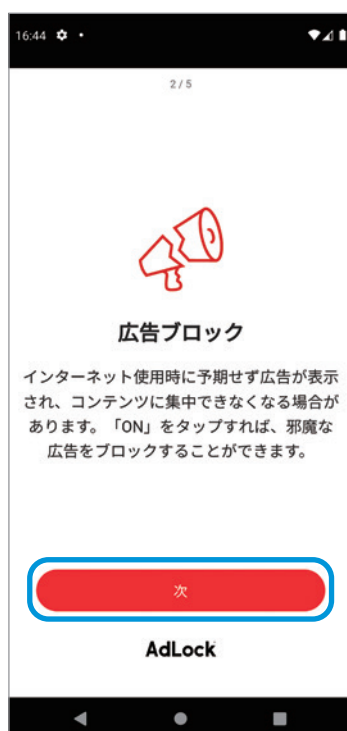 16:44
2 / 5
広告ブロック
インターネット使用時に予期せず広告が表示
され、コンテンツに集中できなくなる場合が
あります。「ON」をタップすれば、邪魔な
広告をブロックすることができます。
次
AdLock